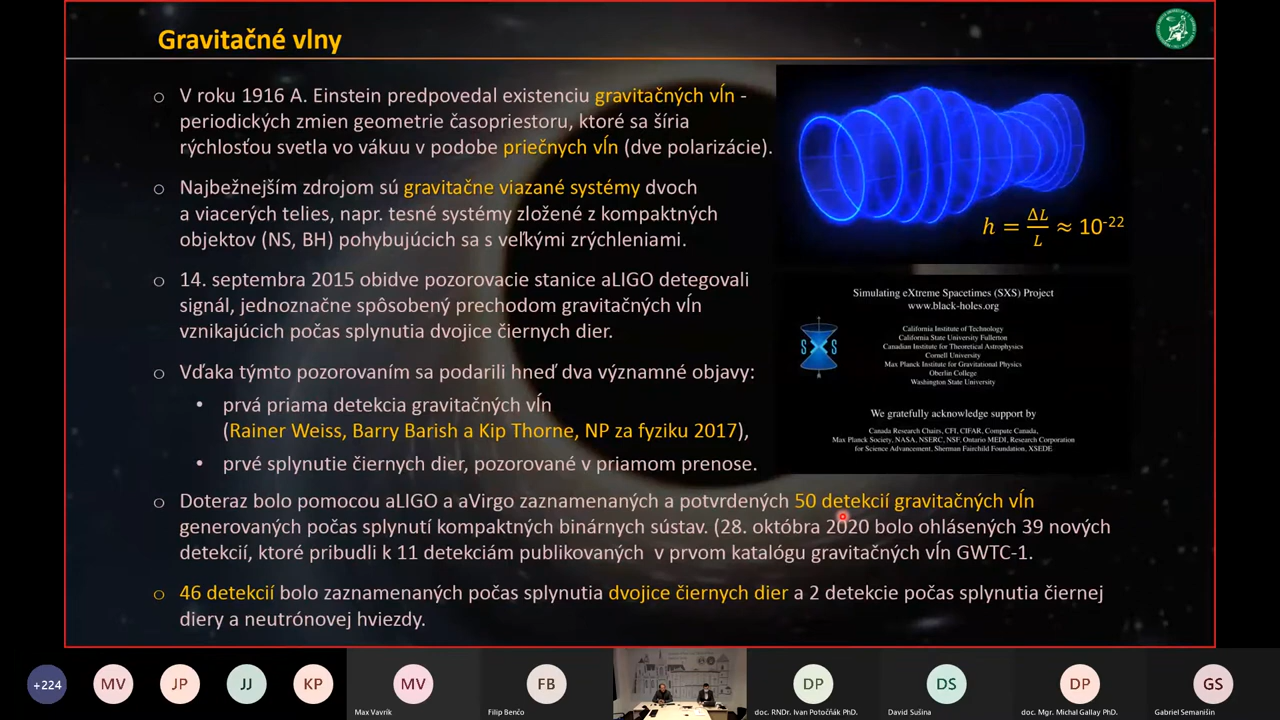 Gravitačné vlny
○ V roku 1916 A. Einstein predpovedal existenciu gravitačných vĺn -
periodických zmien geometrie časopriestoru, ktoré sa šíria
rýchlosťou svetla vo vákuu v podobe priečnych vĺn (dve polarizácie).
○ Najbežnejším zdrojom sú gravitačne viazané systémy dvoch
a viacerých telies, napr. tesné systémy zložené z kompaktných
objektov (NS, BH) pohybujúcich sa s veľkými zrýchleniami.
○ 14. septembra 2015 obidve pozorovacie stanice aLIGO detegovali
signál, jednoznačne spôsobený prechodom gravitačných vĺn
vznikajúcich počas splynutia dvojice čiernych dier.
○ Vďaka týmto pozorovaním sa podarili hneď dva významné objavy:
• prvá priama detekcia gravitačných vĺn
(Rainer Weiss, Barry Barish a Kip Thorne, NP za fyziku 2017),
• prvé splynutie čiernych dier, pozorované v priamom prenose.
○ Doteraz bolo pomocou aLIGO a aVirgo zaznamenaných a potvrdených 50 detekcií gravitačných vĺn
generovaných počas splynutí kompaktných binárnych sústav. (28. októbra 2020 bolo ohlásených 39 nových
detekcií, ktoré pribudli k 11 detekciám publikovaných v prvom katalógu gravitačných vĺn GWTC-1.
○ 46 detekcií bolo zaznamenaných počas splynutia dvojice čiernych dier a 2 detekcie počas splynutia čiernej
diery a neutrónovej hviezdy.
h = ΔL/L ≈ 10⁻²²
Simulating eXtreme Spacetimes (SXS) Project
www.black-holes.org
S S
California Institute of Technology
California State University Fullerton
Canadian Institute for Theoretical Astrophysics
Cornell University
Max Planck Institute for Gravitational Physics
Oberlin College
Washington State University
We gratefully acknowledge support by
Canada Research Chairs, CFI, CIFAR, Compute Canada,
Max Planck Society, NASA, NSERC, NSF, Ontario MEDI, Research Corporation
for Science Advancement, Sherman Fairchild Foundation, XSEDE
+224 MV JP JJ KP MV FB DP DS DP GS
Max Vavrik Filip Benčo doc. RNDr. Ivan Potočňák PhD. David Sušina doc. Mgr. Michal Gallay PhD. Gabriel Semanišin